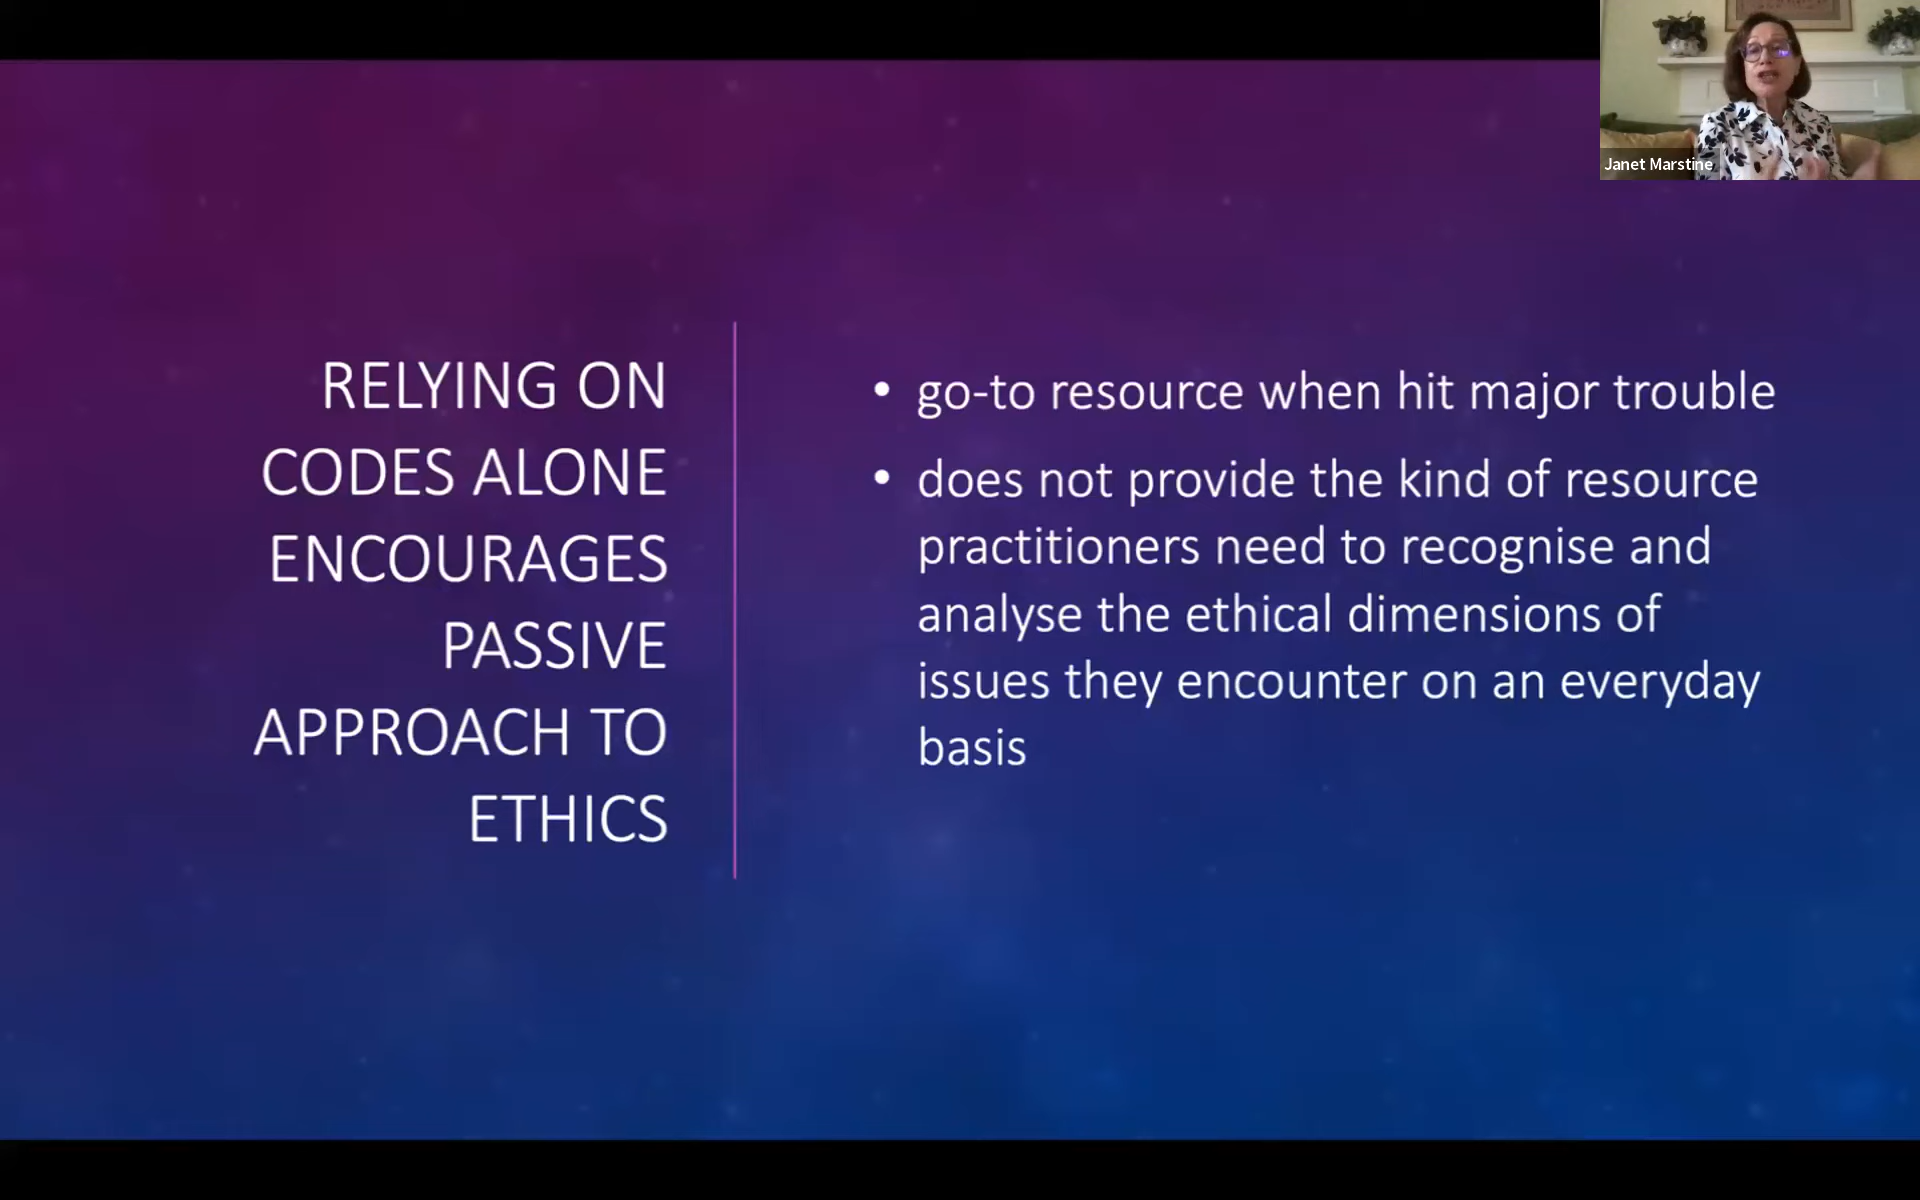 RELYING ON
CODES ALONE
ENCOURAGES
PASSIVE
APPROACH TO
ETHICS
• go-to resource when hit major trouble
• does not provide the kind of resource
practitioners need to recognise and
analyse the ethical dimensions of
issues they encounter on an everyday
basis
Janet Marstine